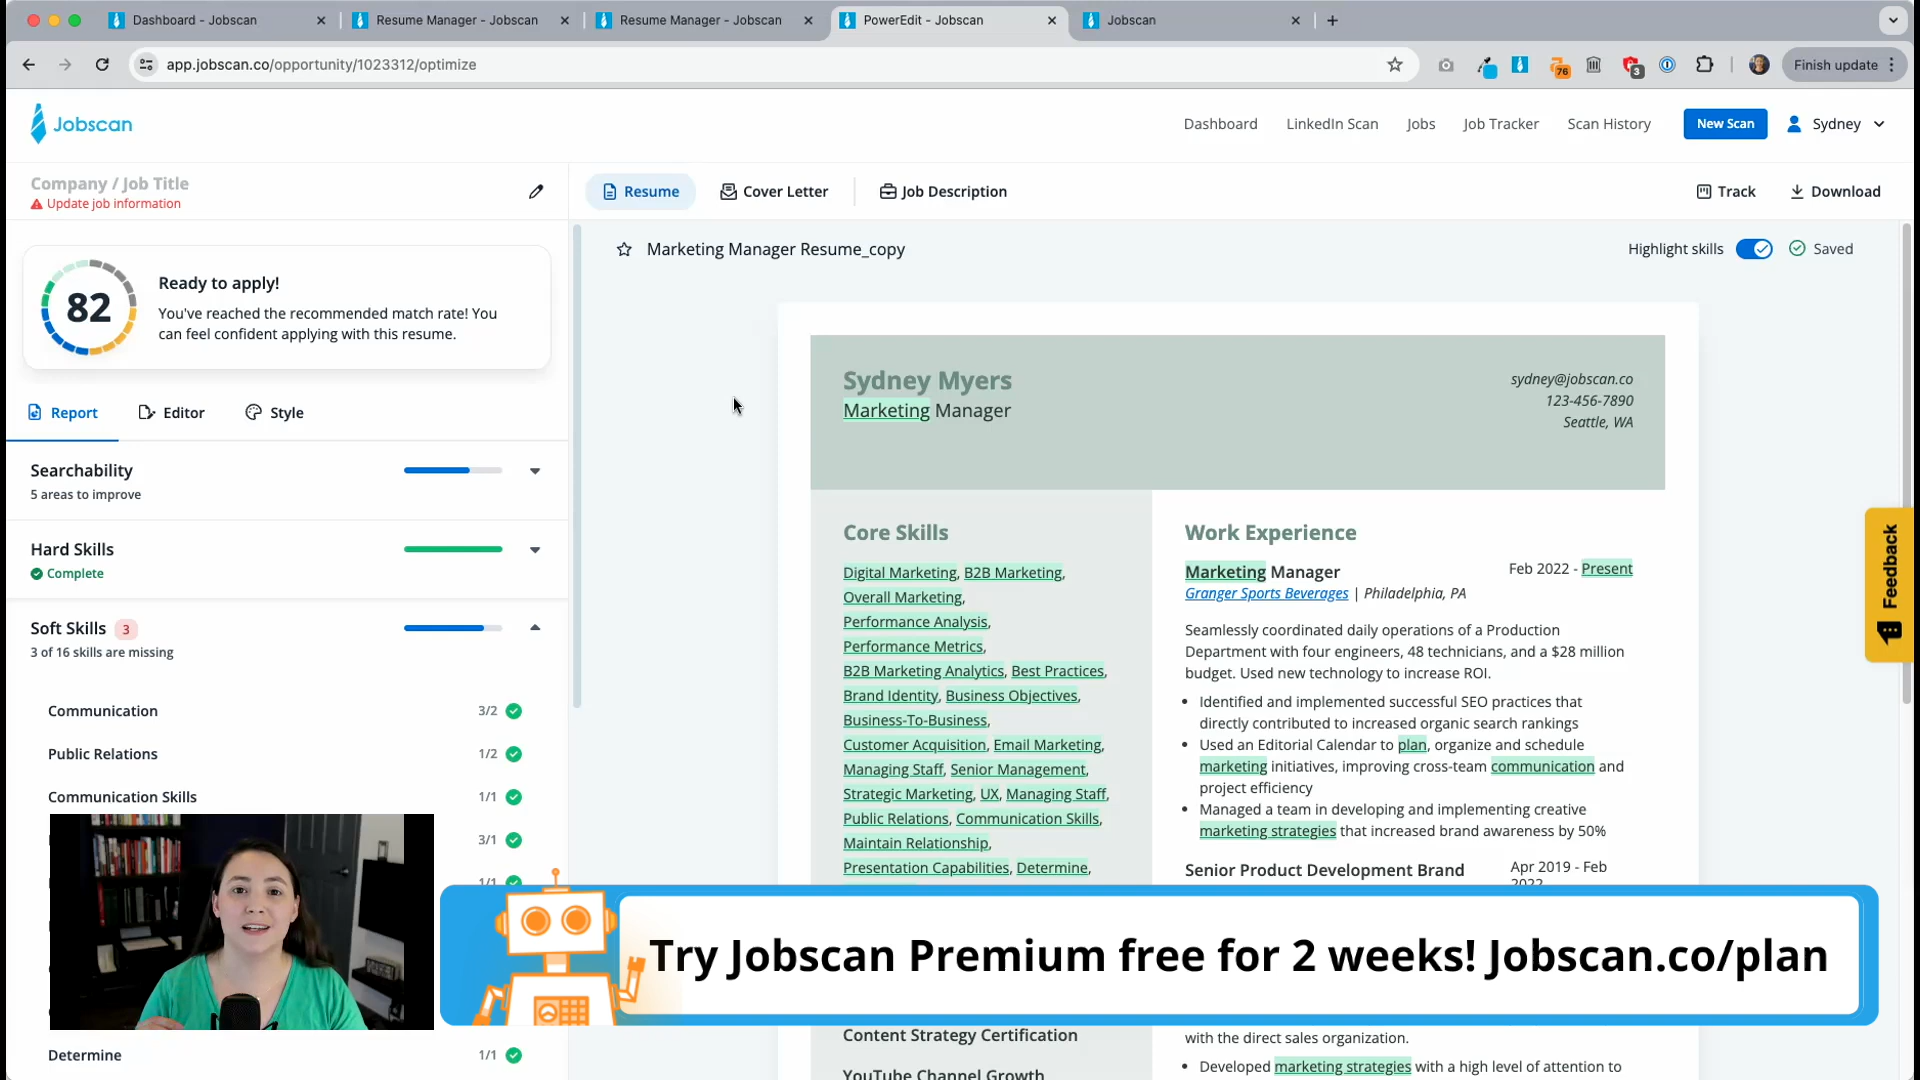 Dashboard - Jobscan
Resume Manager - Jobscan
Resume Manager - Jobscan
PowerEdit - Jobscan
Jobscan
app.jobscan.co/opportunity/1023312/optimize
76
3
Finish update
Jobscan
Dashboard
LinkedIn Scan
Jobs
Job Tracker
Scan History
New Scan
Sydney
Company / Job Title
Update job information
Resume
Cover Letter
Job Description
Track
Download
82
Ready to apply!
You've reached the recommended match rate! You
can feel confident applying with this resume.
Report
Editor
Style
Searchability
5 areas to improve
Hard Skills
Complete
Soft Skills 3
3 of 16 skills are missing
Communication 3/2
Public Relations 1/2
Communication Skills 1/1
3/1
1/1
Determine 1/1
Marketing Manager Resume_copy
Highlight skills
Saved
Sydney Myers
Marketing Manager
sydney@jobscan.co
123-456-7890
Seattle, WA
Core Skills
Digital Marketing, B2B Marketing,
Overall Marketing,
Performance Analysis,
Performance Metrics,
B2B Marketing Analytics, Best Practices,
Brand Identity, Business Objectives,
Business-To-Business,
Customer Acquisition, Email Marketing,
Managing Staff, Senior Management,
Strategic Marketing, UX, Managing Staff,
Public Relations, Communication Skills,
Maintain Relationship,
Presentation Capabilities, Determine,
Content Strategy Certification
YouTube Channel Growth
Work Experience
Marketing Manager
Feb 2022 - Present
Granger Sports Beverages | Philadelphia, PA
Seamlessly coordinated daily operations of a Production
Department with four engineers, 48 technicians, and a $28 million
budget. Used new technology to increase ROI.
• Identified and implemented successful SEO practices that
directly contributed to increased organic search rankings
• Used an Editorial Calendar to plan, organize and schedule
marketing initiatives, improving cross-team communication and
project efficiency
• Managed a team in developing and implementing creative
marketing strategies that increased brand awareness by 50%
Senior Product Development Brand
Apr 2019 - Feb
2022
with the direct sales organization.
• Developed marketing strategies with a high level of attention to
Feedback
Try Jobscan Premium free for 2 weeks! Jobscan.co/plan